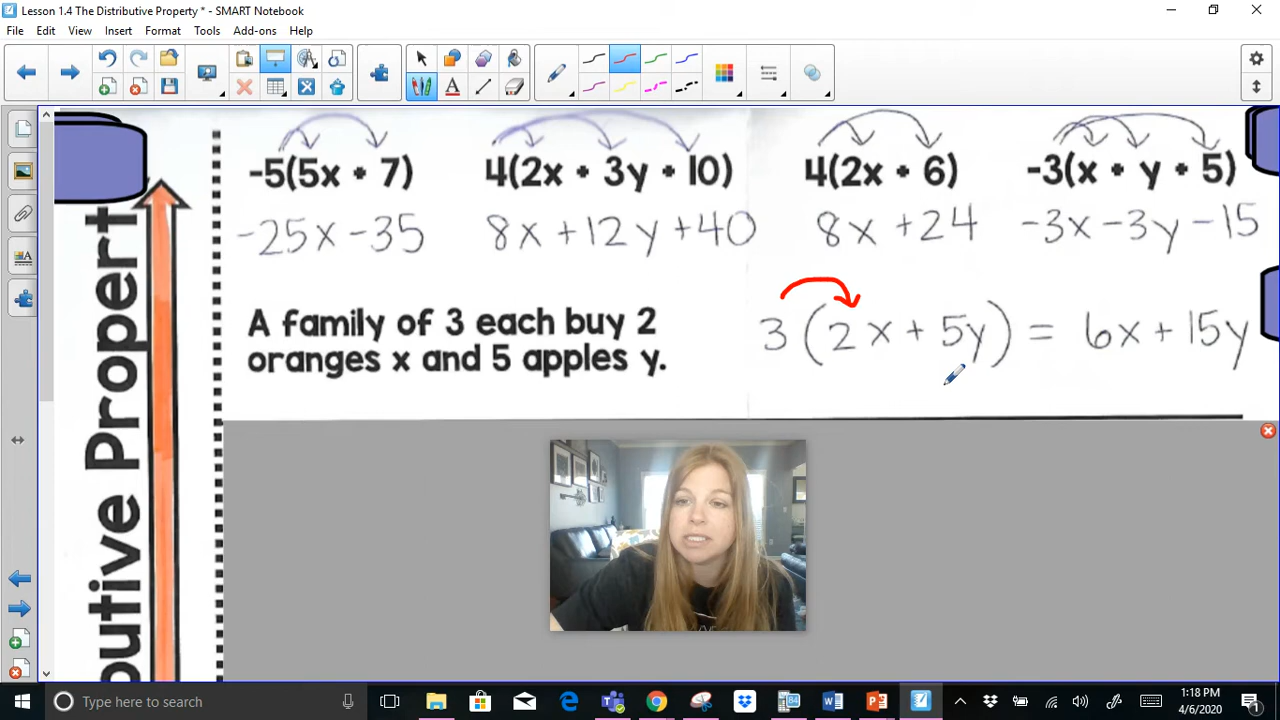 Lesson 1.4 The Distributive Property * - SMART Notebook
File Edit View Insert Format Tools Add-ons Help
-5(5x + 7)
-25x - 35
4(2x + 3y + 10)
8x + 12y + 40
4(2x + 6)
8x + 24
-3(x + y + 5)
-3x - 3y - 15
A family of 3 each buy 2
oranges x and 5 apples y.
3(2x + 5y) = 6x + 15y
utive Propert
Type here to search
1:18 PM
4/6/2020
1